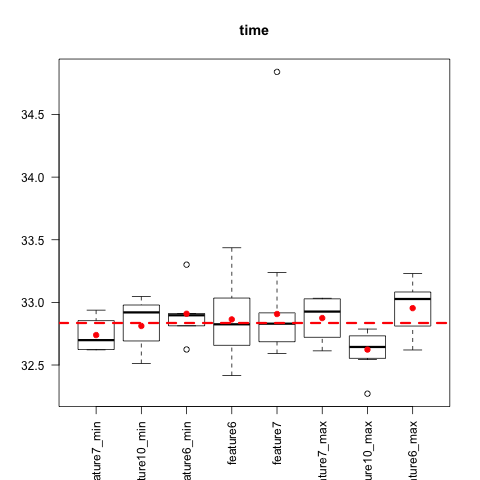 time
34.5
34.0
33.5
33.0
32.5
ature7_min
ture10_min
ature6_min
feature6
feature7
ture7_max
ure10_max
ture6_max